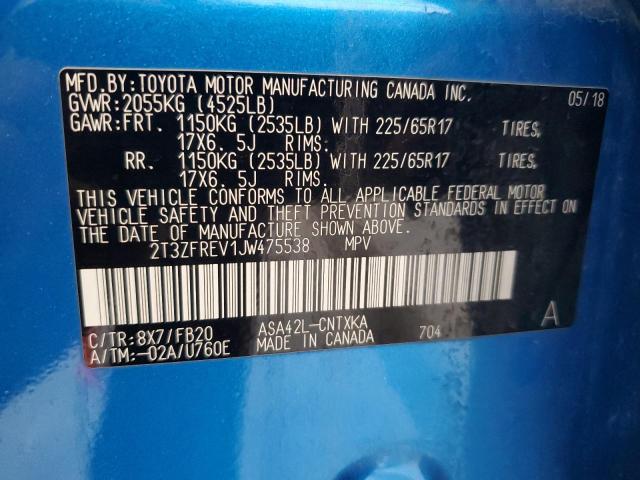 MFD. BY: TOYOTA MOTOR MANUFACTURING CANADA INC. 05/18
GVWR: 2055KG (4525LB)
GAWR: FRT. 1150KG (2535LB) WITH 225/65R17 TIRES,
17X6. 5J RIMS.
RR. 1150KG (2535LB) WITH 225/65R17 TIRES,
17X6. 5J RIMS.
THIS VEHICLE CONFORMS TO ALL APPLICABLE FEDERAL MOTOR
VEHICLE SAFETY AND THEFT PREVENTION STANDARDS IN EFFECT ON
THE DATE OF MANUFACTURE SHOWN ABOVE.
2T3ZFREV1JW475538 MPV
C/TR: 8X7/FB20 ASA42L-CNTXKA 704 A
A/TM: -02A/U760E MADE IN CANADA